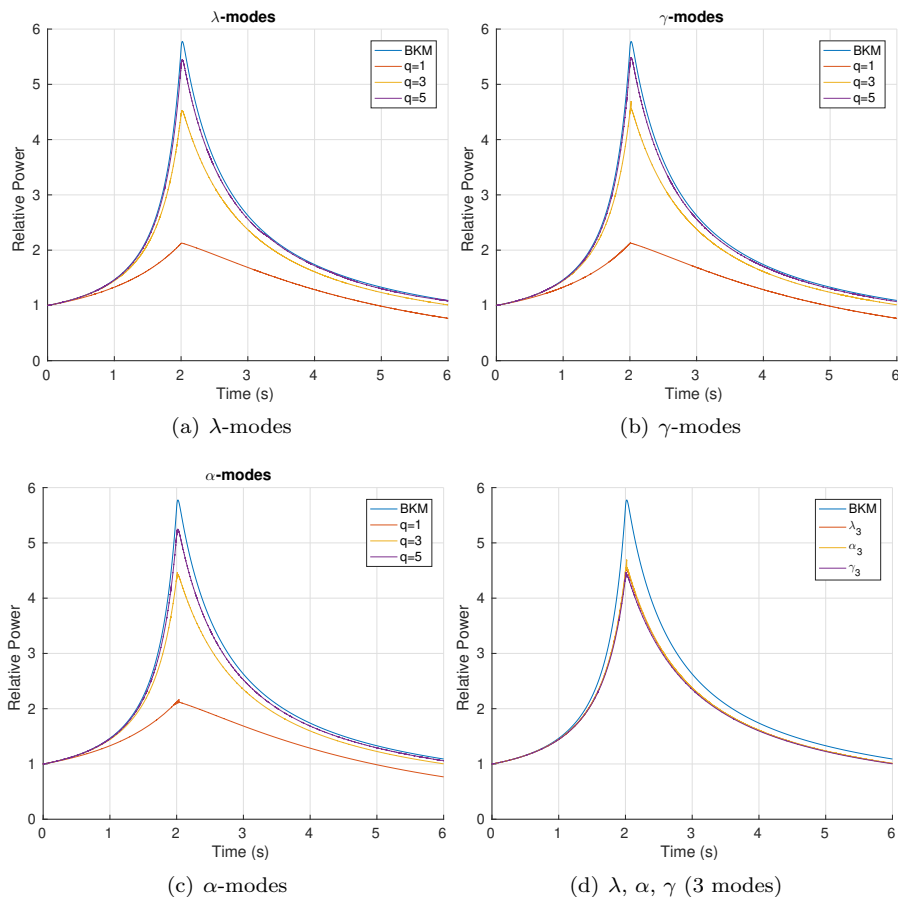 λ-modes
Relative Power
6
5
4
3
2
1
0
0 1 2 3 4 5 6
Time (s)
BKM
q=1
q=3
q=5
(a) λ-modes
γ-modes
Relative Power
6
5
4
3
2
1
0
0 1 2 3 4 5 6
Time (s)
BKM
q=1
q=3
q=5
(b) γ-modes
α-modes
Relative Power
6
5
4
3
2
1
0
0 1 2 3 4 5 6
Time (s)
BKM
q=1
q=3
q=5
(c) α-modes
Relative Power
6
5
4
3
2
1
0
0 1 2 3 4 5 6
Time (s)
BKM
λ₃
α₃
γ₃
(d) λ, α, γ (3 modes)